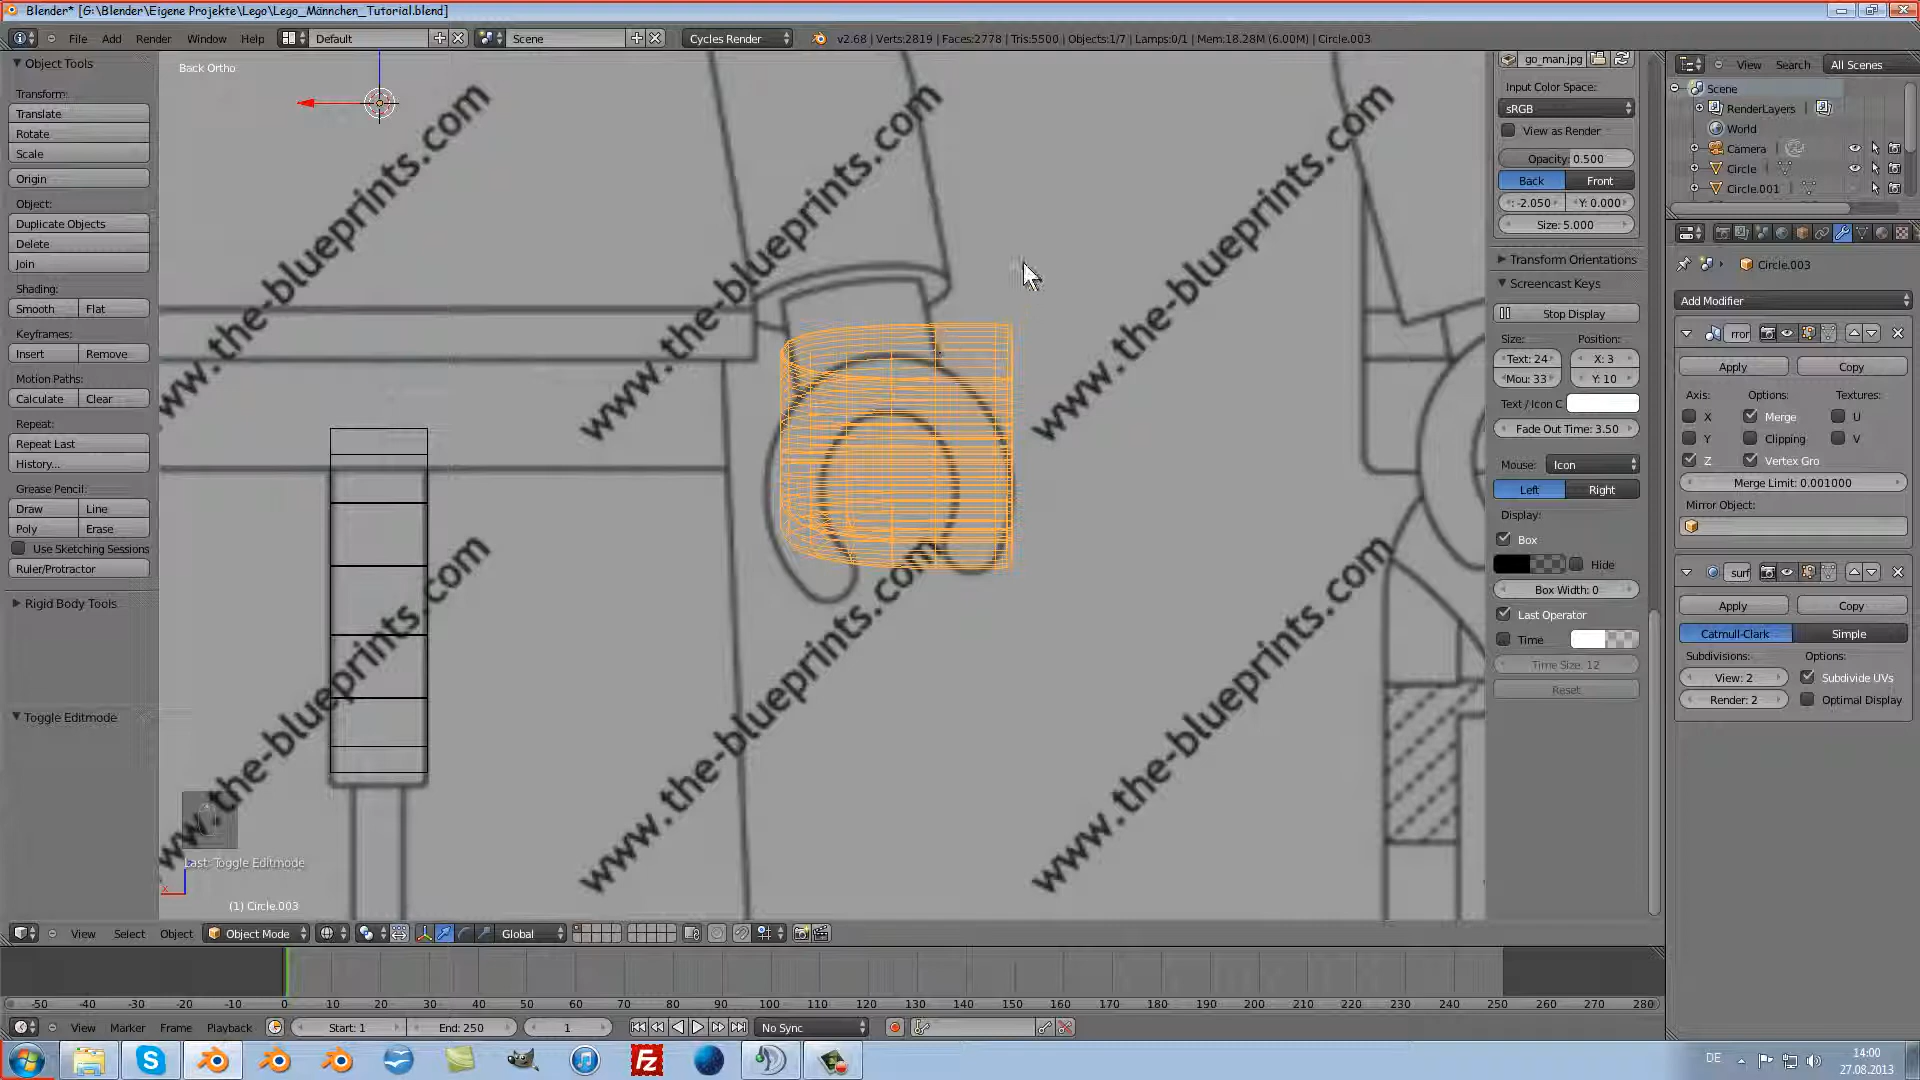 Blender* [G:\Blender\Eigene Projekte\Lego\Lego_Männchen_Tutorial.blend]
File Add Render Window Help Default Scene Cycles Render v2.68 | Verts:2819 | Faces:2778 | Tris:5500 | Objects:1/7 | Lamps:0/1 | Mem:18.28M (6.00M) | Circle.003
Object Tools
Transform:
Translate
Rotate
Scale
Origin
Object:
Duplicate Objects
Delete
Join
Shading:
Smooth Flat
Keyframes:
Insert Remove
Motion Paths:
Calculate Clear
Repeat:
Repeat Last
History...
Grease Pencil:
Draw Line
Poly Erase
Use Sketching Sessions
Ruler/Protractor
Rigid Body Tools
Toggle Editmode
Back Ortho
www.the-blueprints.com
www.the-blueprints.com
www.the-blueprints.com
www.the-blueprints.com
www.the-blueprints.com
www.the-blueprints.com
Last: Toggle Editmode
x
(1) Circle.003
go_man.jpg
Input Color Space:
sRGB
View as Render
Opacity: 0.500
Back Front
: -2.050 Y: 0.000
Size: 5.000
Transform Orientations
Screencast Keys
Stop Display
Size: Position:
Text: 24 X: 3
Mou: 33 Y: 10
Text / Icon C
Fade Out Time: 3.50
Mouse: Icon
Left Right
Display:
Box
Hide
Box Width: 0
Last Operator
Time
Time Size: 12
Reset
View Search All Scenes
Scene
RenderLayers
World
Camera
Circle
Circle.001
Circle.003
Add Modifier
rror
Apply Copy
Axis: Options: Textures:
X Merge U
Y Clipping V
Z Vertex Gro
Merge Limit: 0.001000
Mirror Object:
surf
Apply Copy
Catmull-Clark Simple
Subdivisions: Options:
View: 2 Subdivide UVs
Render: 2 Optimal Display
View Select Object Object Mode Global
-50 -40 -30 -20 -10 0 10 20 30 40 50 60 70 80 90 100 110 120 130 140 150 160 170 180 190 200 210 220 230 240 250 260 270 280
View Marker Frame Playback Start: 1 End: 250 1 No Sync
DE 14:00
27.08.2013